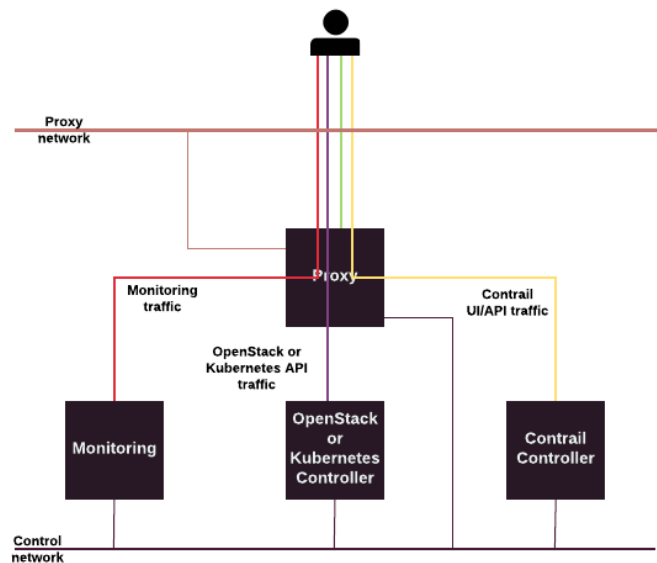 Proxy
network
Proxy
Monitoring
traffic
Contrail
UI/API traffic
OpenStack or
Kubernetes API
traffic
Monitoring
OpenStack
or
Kubernetes
Controller
Contrail
Controller
Control
network